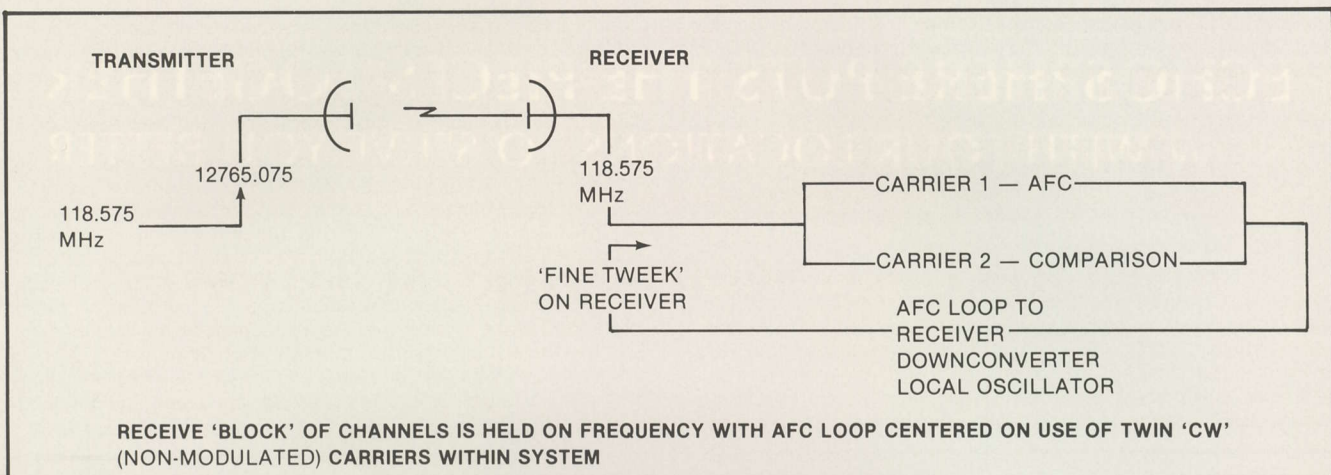 TRANSMITTER
RECEIVER
12765.075
118.575
MHz
118.575
MHz
CARRIER 1 — AFC
CARRIER 2 — COMPARISON
'FINE TWEEK'
ON RECEIVER
AFC LOOP TO
RECEIVER
DOWNCONVERTER
LOCAL OSCILLATOR
RECEIVE 'BLOCK' OF CHANNELS IS HELD ON FREQUENCY WITH AFC LOOP CENTERED ON USE OF TWIN 'CW'
(NON-MODULATED) CARRIERS WITHIN SYSTEM